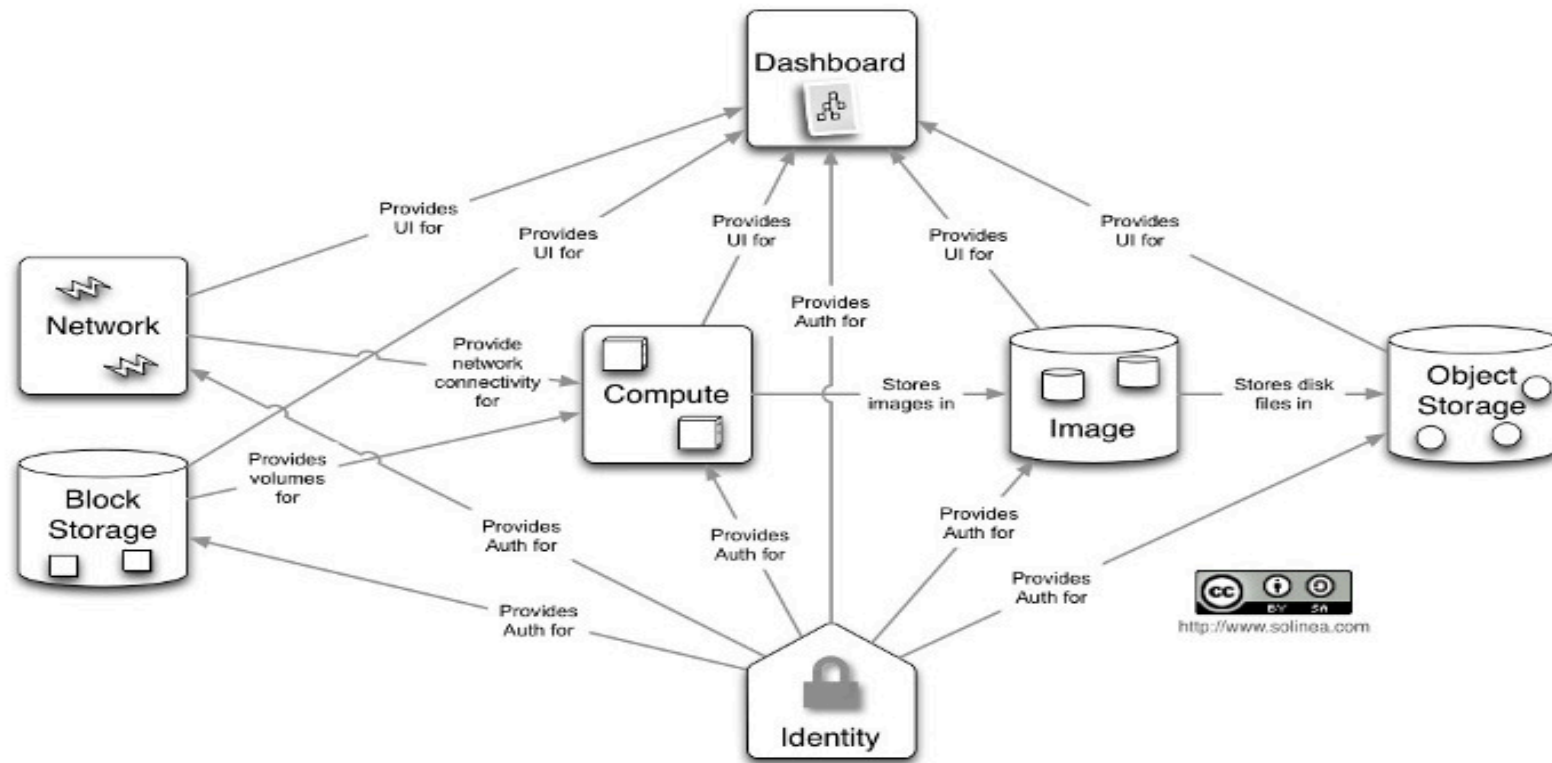 Dashboard
Provides
UI for
Provides
UI for
Provides
UI for
Provides
UI for
Provides
UI for
Network
Provides
Auth for
Provide
network
connectivity
for
Compute
Stores
images in
Image
Stores disk
files in
Object
Storage
Block
Storage
Provides
volumes
for
Provides
Auth for
Provides
Auth for
Provides
Auth for
Provides
Auth for
Provides
Auth for
cc
BY SA
http://www.solinea.com
Identity